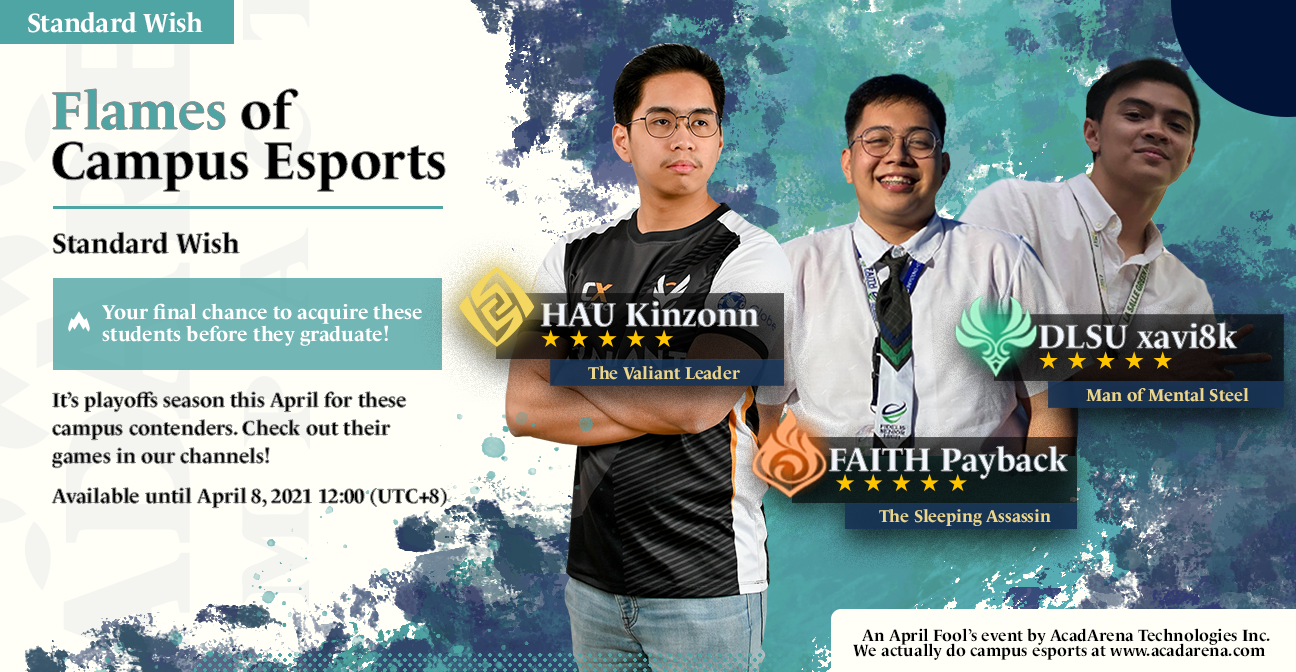 Standard Wish
Flames of
Campus Esports
Standard Wish
Your final chance to acquire these
students before they graduate!
It's playoffs season this April for these
campus contenders. Check out their
games in our channels!
Available until April 8, 2021 12:00 (UTC+8)
CX
HAU Kinzonn
The Valiant Leader
FAITH
FIDELIS
SENIOR
FAITH Payback
The Sleeping Assassin
DLSU xavi8k
Man of Mental Steel
An April Fool's event by AcadArena Technologies Inc.
We actually do campus esports at www.acadarena.com